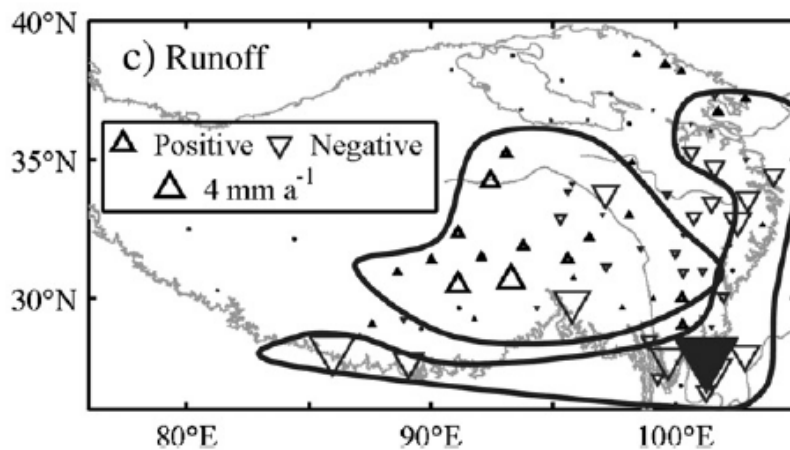 40°N
c) Runoff
Positive Negative
4 mm a⁻¹
35°N
30°N
80°E 90°E 100°E